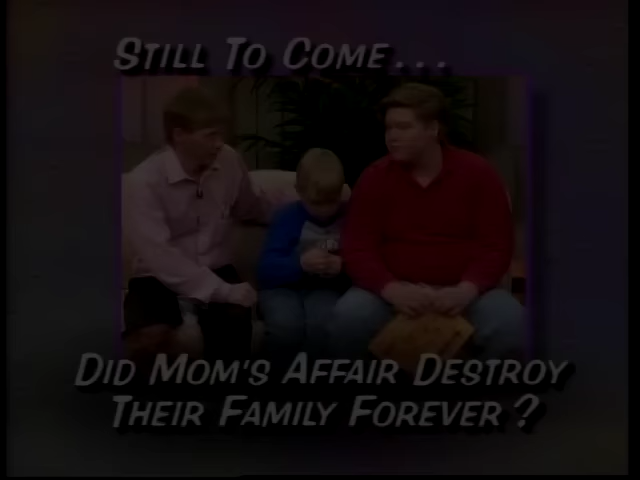 STILL TO COME...
DID MOM'S AFFAIR DESTROY
THEIR FAMILY FOREVER?